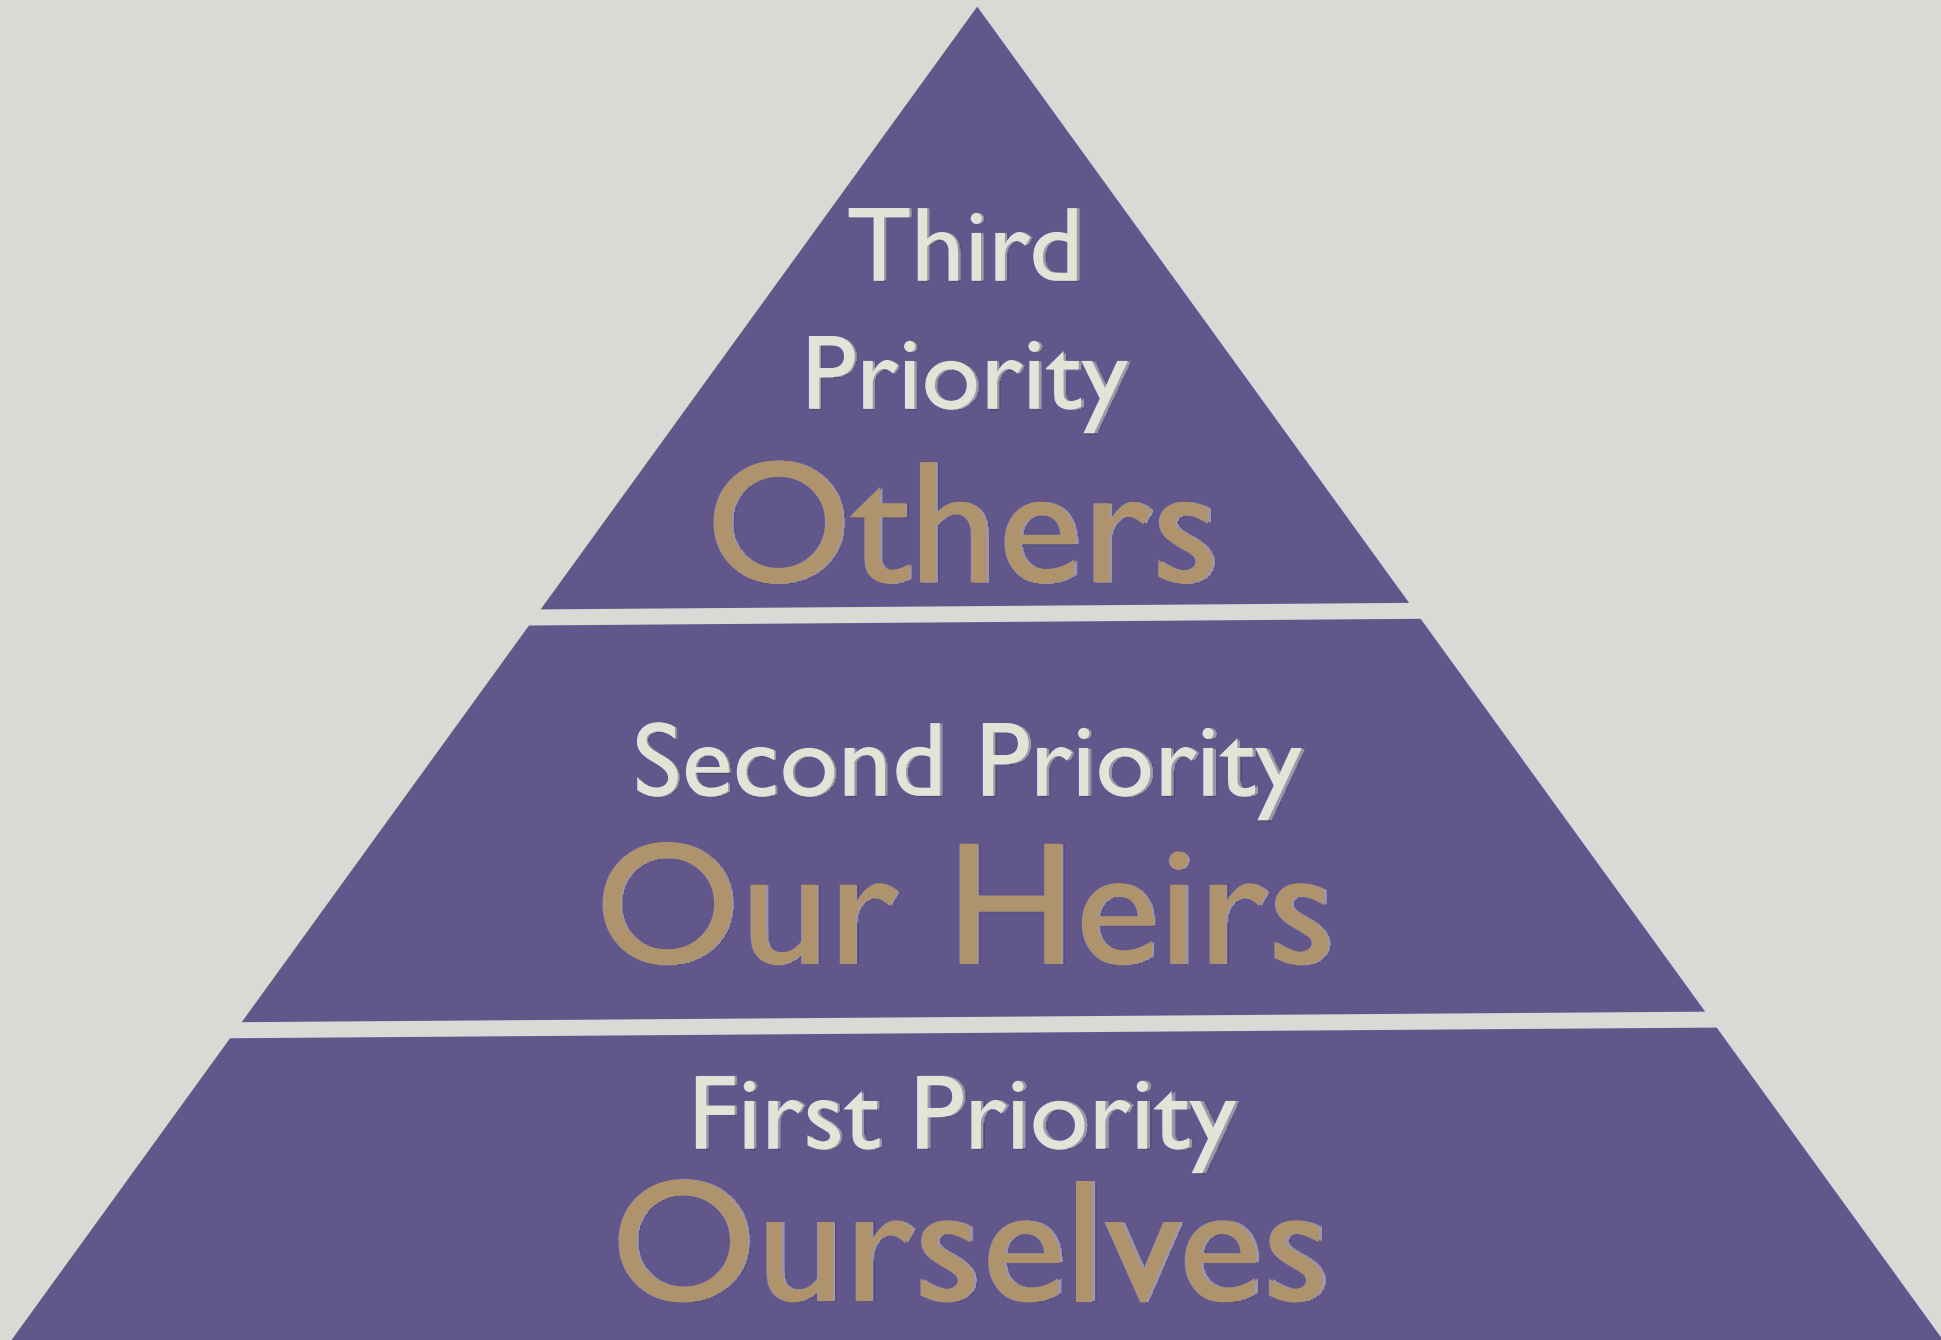 Third
Priority
Others
Second Priority
Our Heirs
First Priority
Ourselves